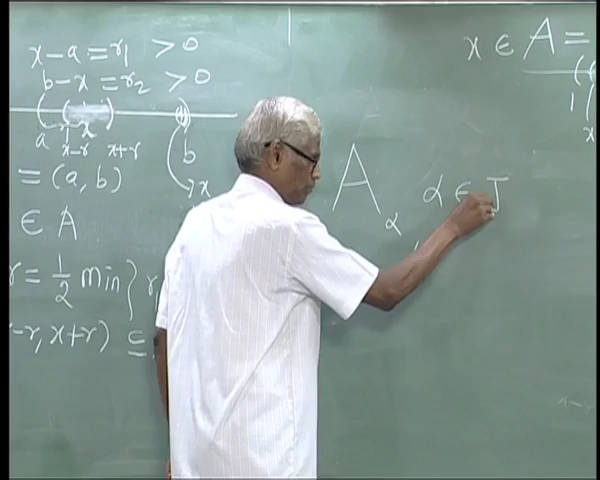 x - a = r₁ > 0
b - x = r₂ > 0
a x b
x-r x+r
x
= (a, b)
∈ A
r = 1/2 min } r₁
-r, x+r) ⊆
A_α, α ∈ J
x ∈ A =